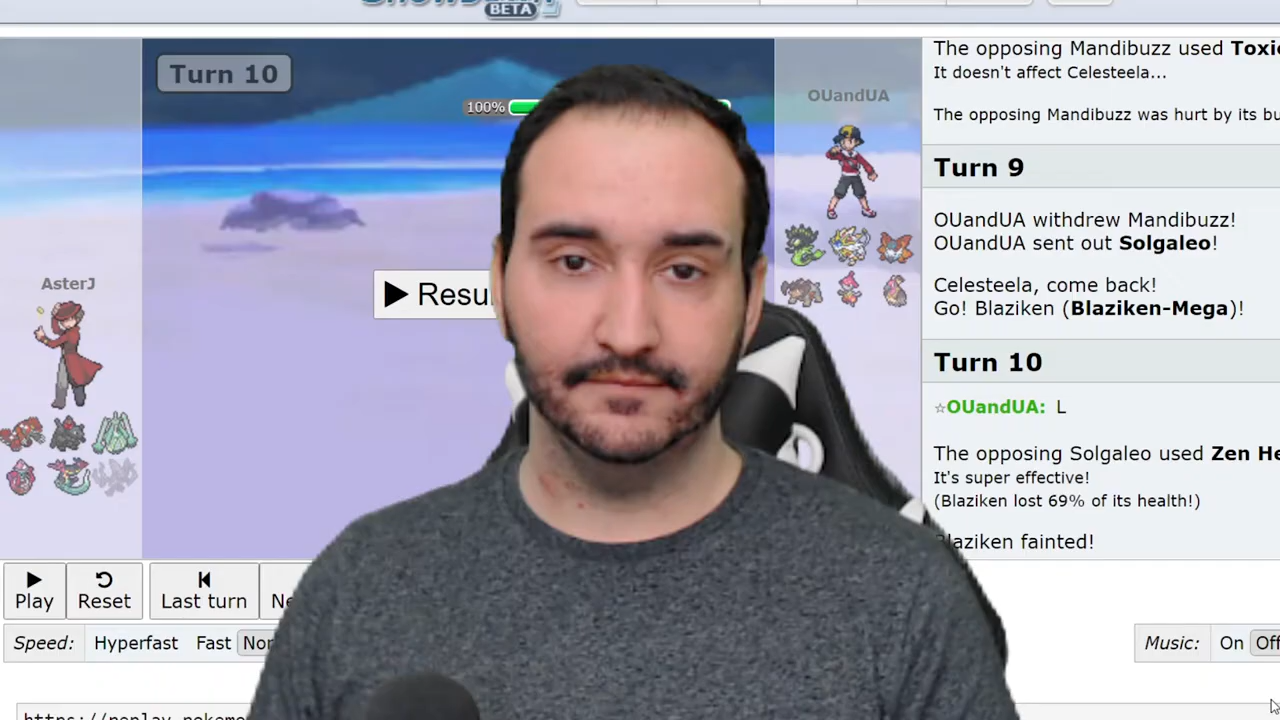 BETA
Turn 10
100%
OUandUA
AsterJ
The opposing Mandibuzz used
It doesn't affect Celesteela...
The opposing Mandibuzz was hurt by its
Turn 9
OUandUA withdrew Mandibuzz!
OUandUA sent out Solgaleo!
Celesteela, come back!
Go! Blaziken (Blaziken-Mega)!
Turn 10
☆OUandUA: L
The opposing Solgaleo used Zen
It's super effective!
(Blaziken lost 69% of its health!)
fainted!
Play
Reset
Last turn
Speed: Hyperfast Fast
Music: On Off